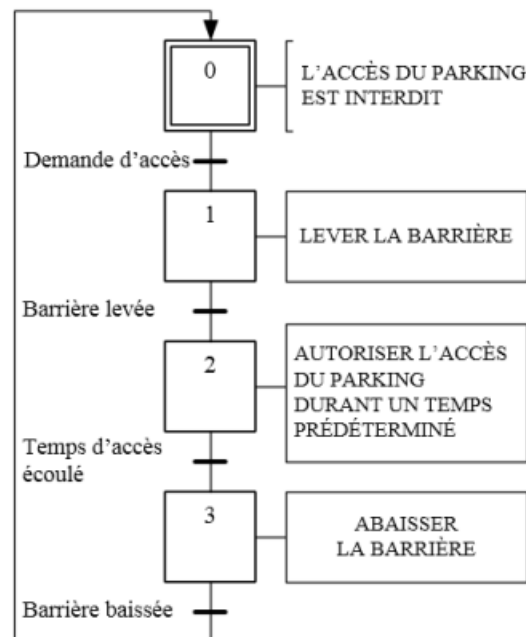 0
L'ACCÈS DU PARKING
EST INTERDIT
Demande d'accès
1
LEVER LA BARRIÈRE
Barrière levée
2
AUTORISER L'ACCÈS
DU PARKING
DURANT UN TEMPS
PRÉDÉTERMINÉ
Temps d'accès
écoulé
3
ABAISSER
LA BARRIÈRE
Barrière baissée